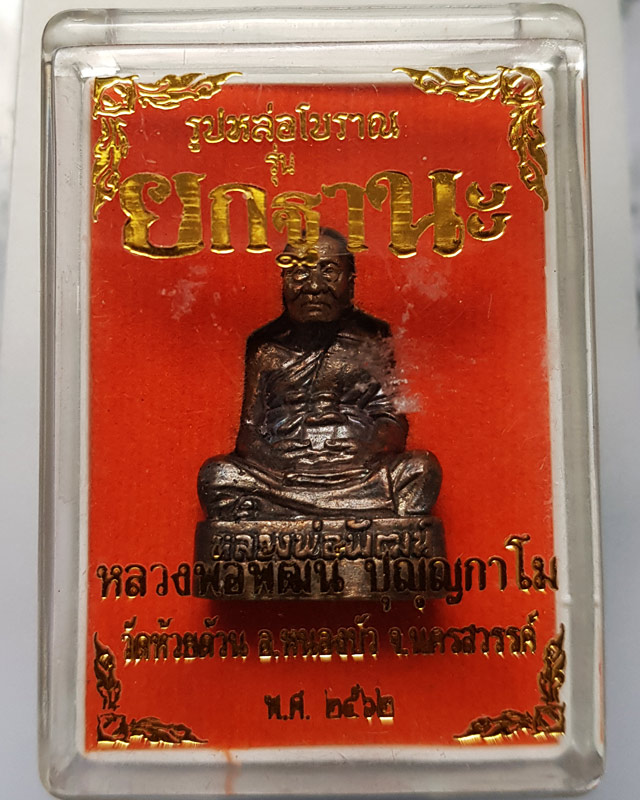 รูปหล่อโบราณ
รุ่น
ยกฐานะ
หลวงพ่อพัฒน์
หลวงพ่อพัฒน์ ปุญฺญกาโม
วัดห้วยด้วน อ.หนองบัว จ.นครสวรรค์
พ.ศ. ๒๕๖๒